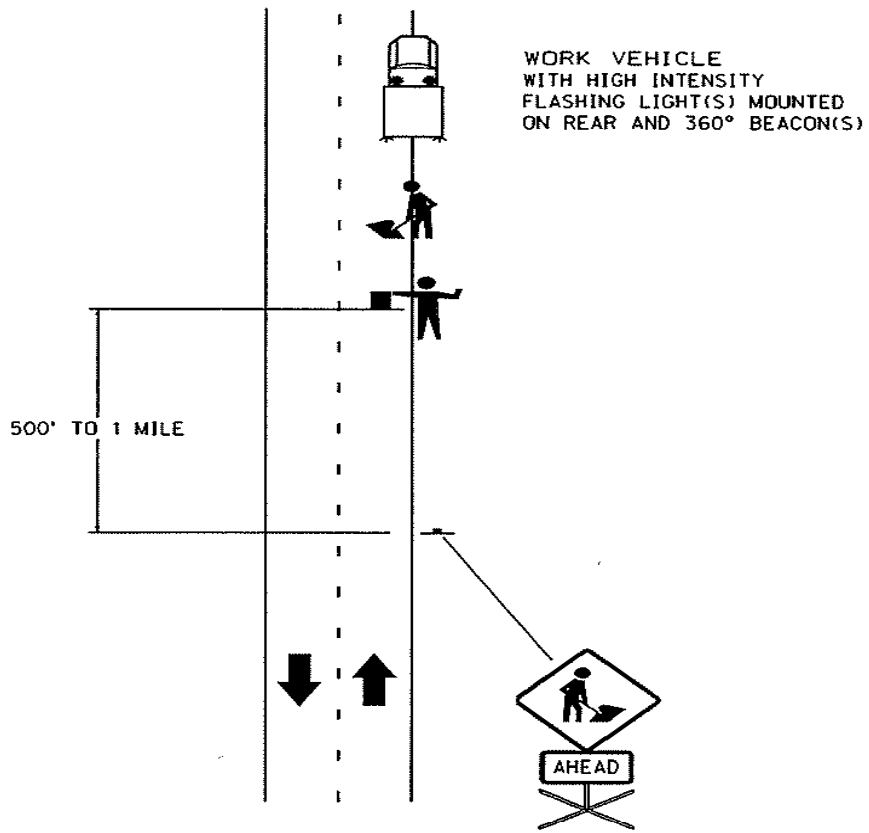 WORK VEHICLE
WITH HIGH INTENSITY
FLASHING LIGHT(S) MOUNTED
ON REAR AND 360° BEACON(S)
500' TO 1 MILE
AHEAD